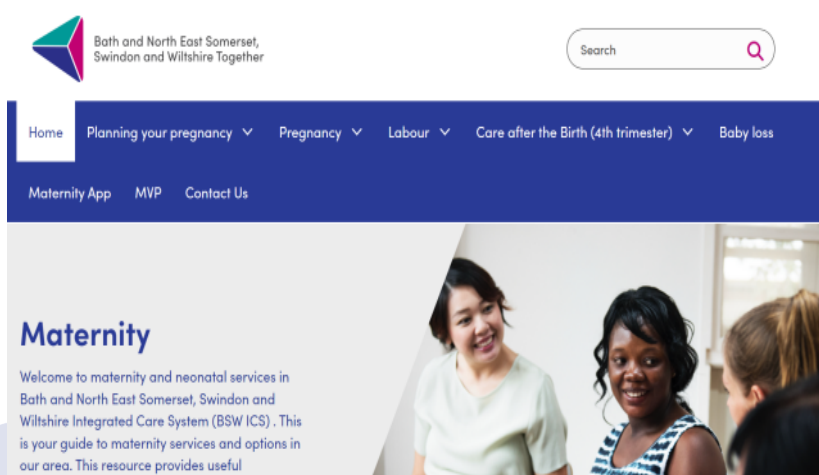 Bath and North East Somerset,
Swindon and Wiltshire Together
Search
Home Planning your pregnancy Pregnancy Labour Care after the Birth (4th trimester) Baby loss
Maternity App MVP Contact Us
Maternity
Welcome to maternity and neonatal services in
Bath and North East Somerset, Swindon and
Wiltshire Integrated Care System (BSW ICS) . This
is your guide to maternity services and options in
our area. This resource provides useful